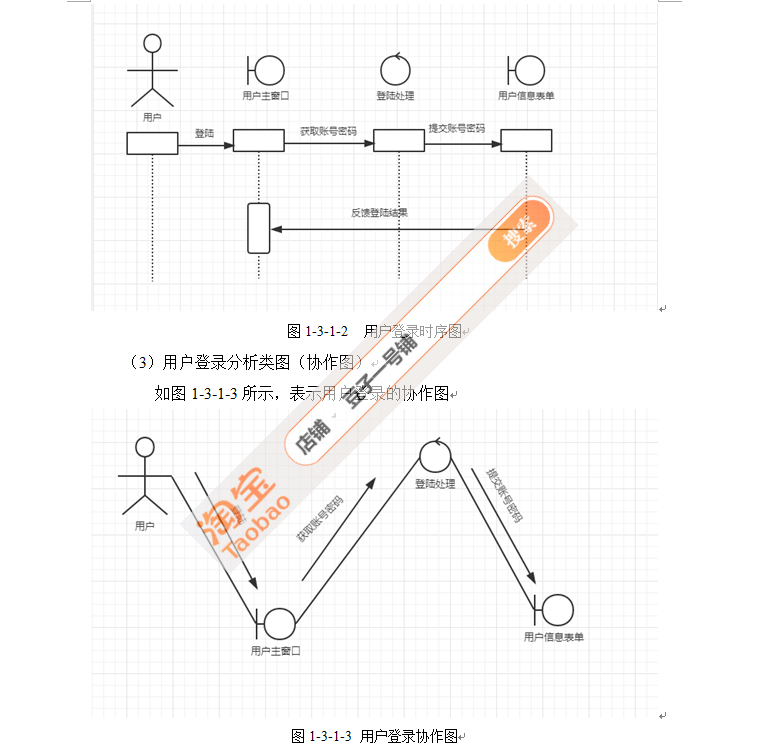 用户
用户主窗口
登陆处理
用户信息表单
登陆
获取账号密码
提交账号密码
反馈登陆结果
搜索
图 1-3-1-2 用户登录时序图
（3）用户登录分析类图（协作图）
如图 1-3-1-3 所示，表示用户登录的协作图
店铺 豆子一号铺
淘宝
Taobao
用户
获取账号密码
登陆处理
提交账号密码
用户主窗口
用户信息表单
图 1-3-1-3 用户登录协作图